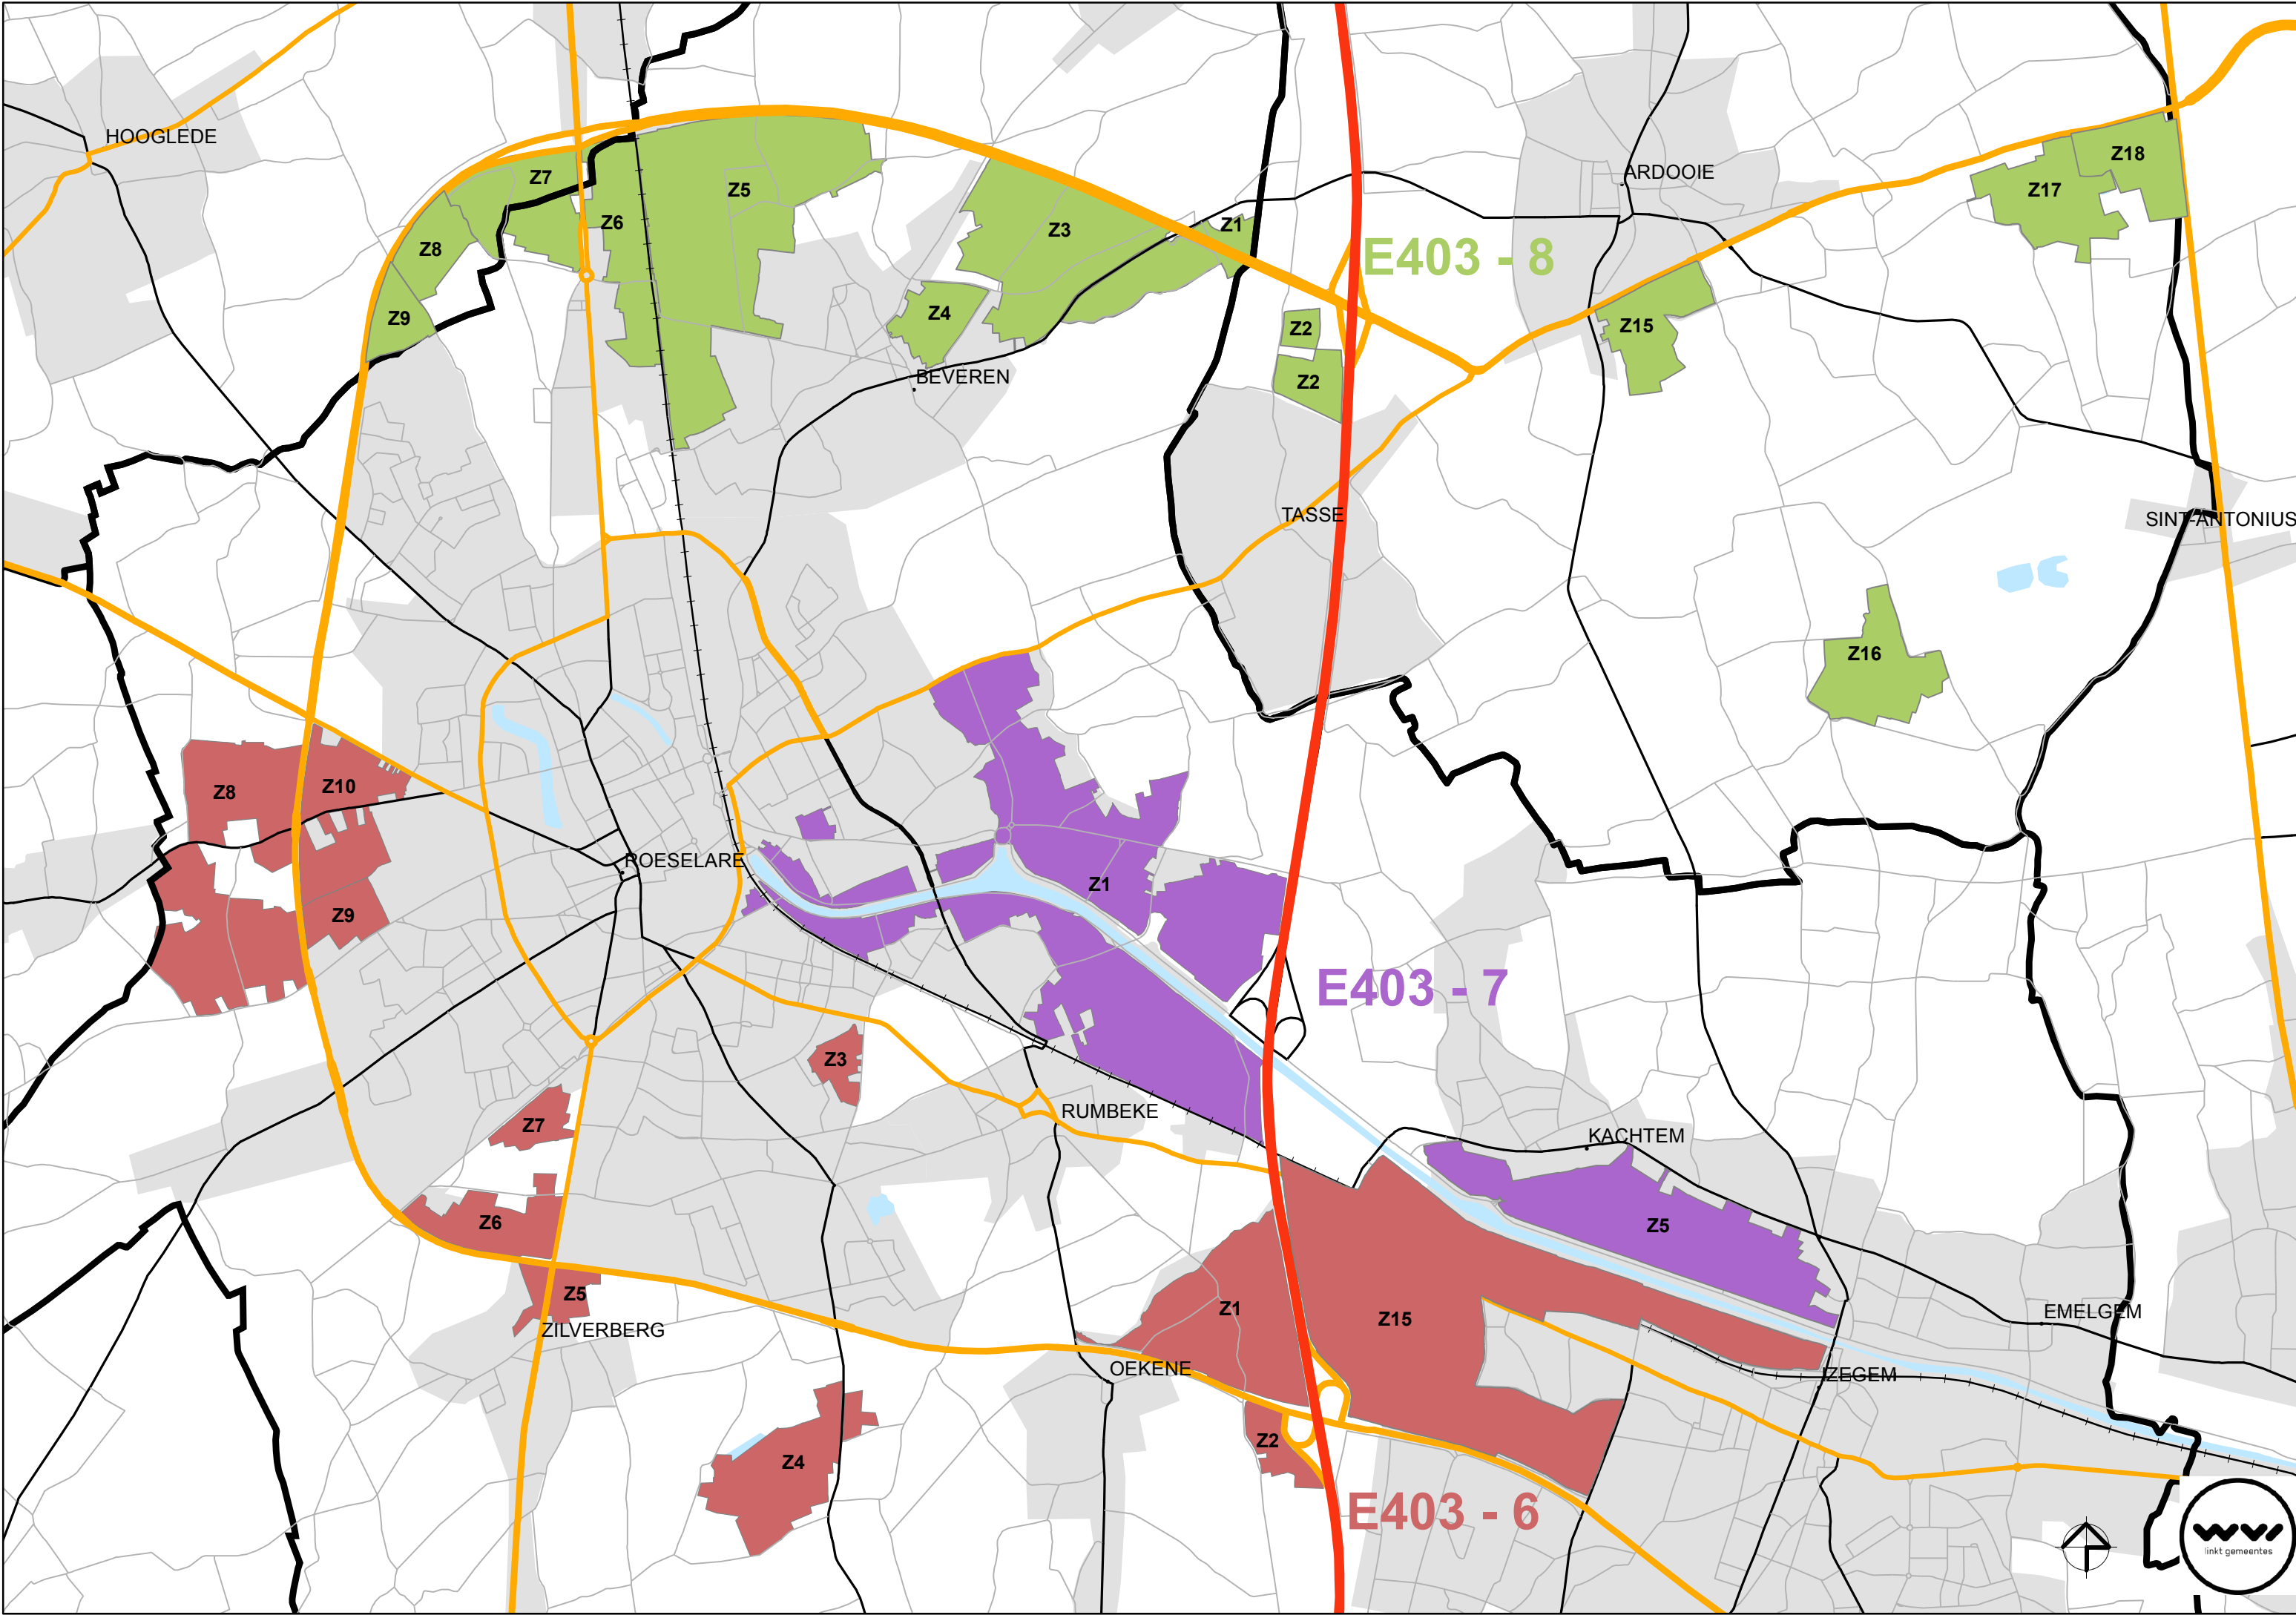 HOOGLEDE
Z7
Z5
Z6
Z8
Z9
Z3
Z1
Z4
BEVEREN
Z2
Z2
E403 - 8
ARDOOIE
Z15
Z17
Z18
TASSE
SINT-ANTONIUS
Z16
Z8
Z10
Z9
ROESELARE
Z1
E403 - 7
Z3
Z7
RUMBEKE
KACHTEM
Z5
Z6
Z5
ZILVERBERG
Z1
Z15
OEKENE
EMELGEM
IZEGEM
Z4
Z2
E403 - 6
wvi
linkt gemeentes